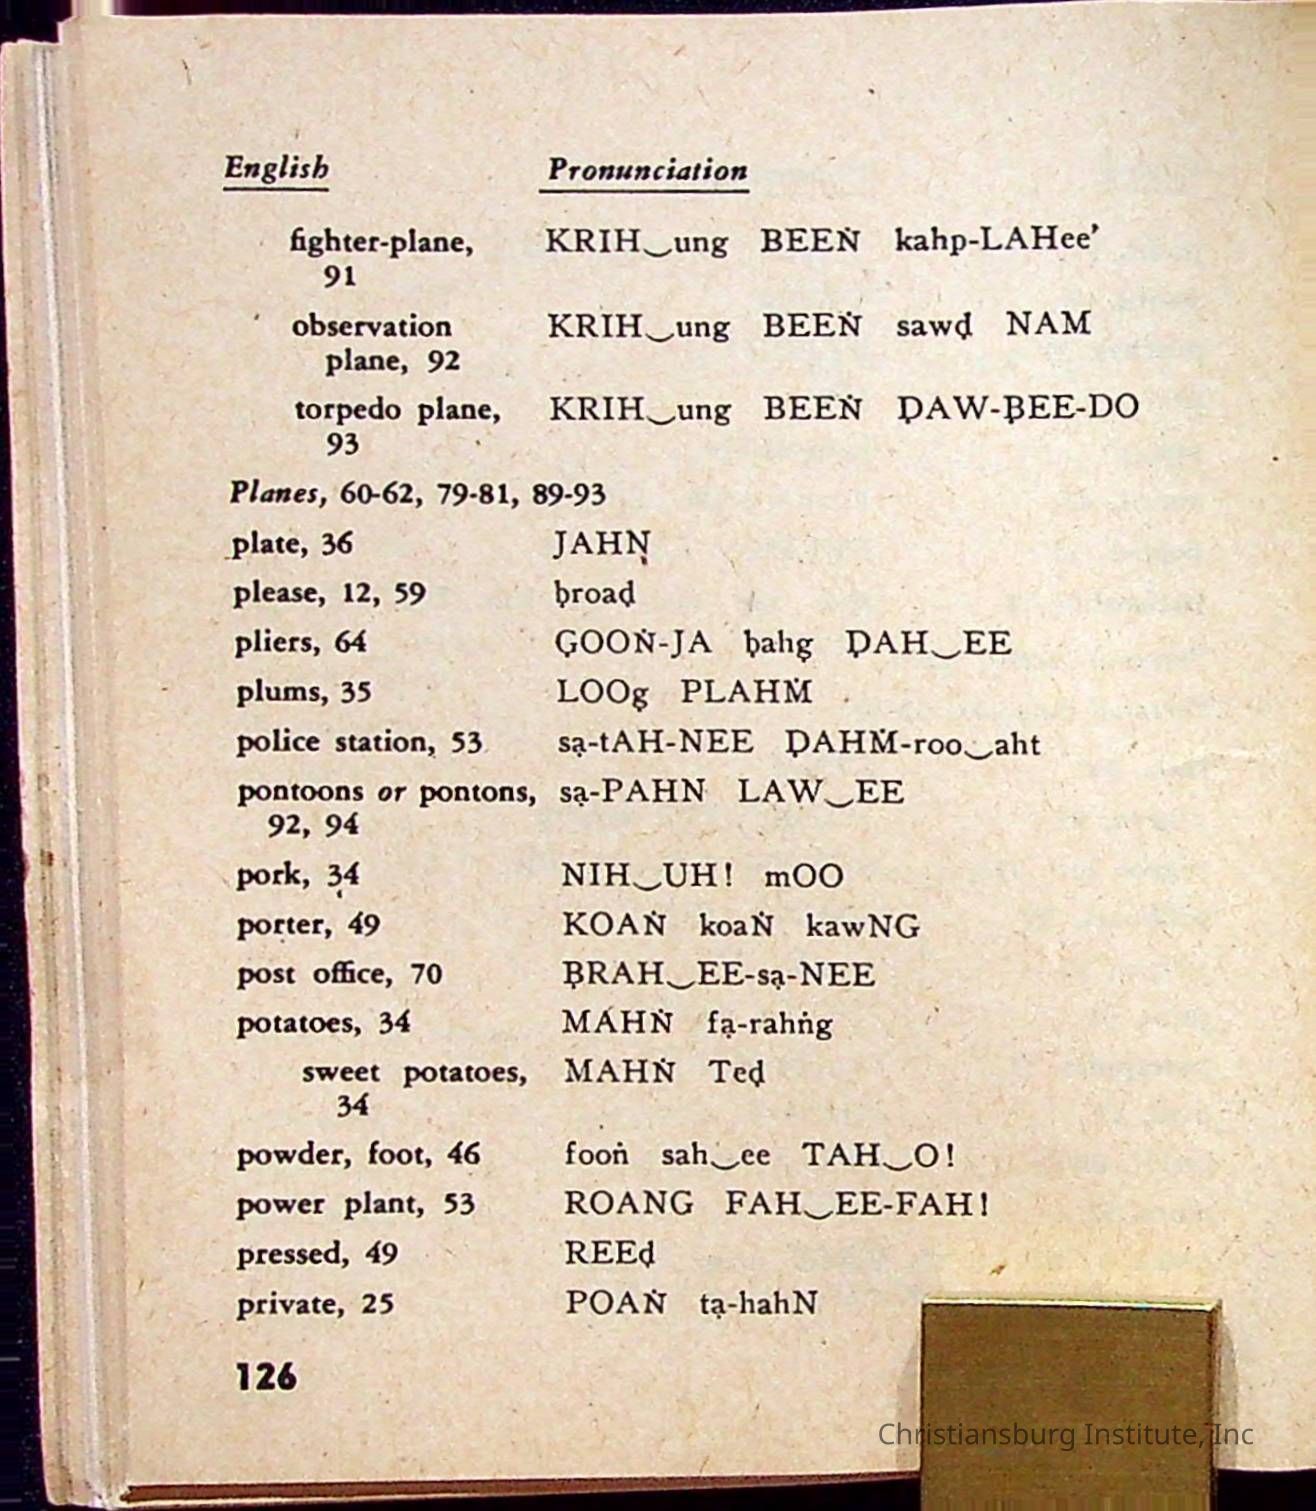 English Pronunciation
fighter-plane, KRIH‿ung BEEṄ kahp-LAHee’
91
observation KRIH‿ung BEEṄ sawḍ NAM
plane, 92
torpedo plane, KRIH‿ung BEEṄ ḌAW-ḄEE-DO
93
Planes, 60-62, 79-81, 89-93
plate, 36 JAHN
please, 12, 59 ḅroaḍ
pliers, 64 G̣OOṄ-JA ḅahg̣ ḌAH‿EE
plums, 35 LOOg̣ PLAHṀ
police station, 53 sạ-tAH-NEE ḌAHṀ-roo‿aht
pontoons or pontons, sạ-PAHN LAW‿EE
92, 94
pork, 34 NIH‿UH! mOO
porter, 49 KOAṄ koaṄ kawNG
post office, 70 ḄRAH‿EE-sạ-NEE
potatoes, 34 MAHṄ fạ-rahṅg
sweet potatoes, MAHṄ Teḍ
34
powder, foot, 46 fooṅ sah‿ee TAH‿O!
power plant, 53 ROANG FAH‿EE-FAH!
pressed, 49 REEḍ
private, 25 POAṄ tạ-hahN
126
Christiansburg Institute, Inc